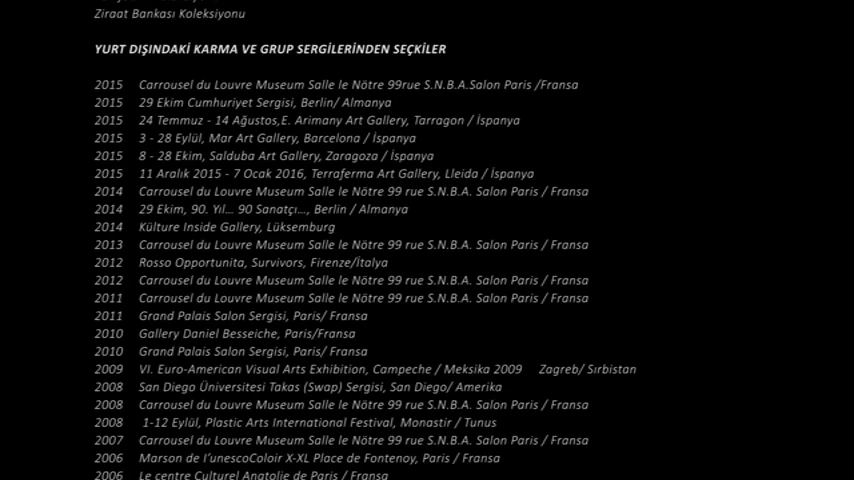 Ziraat Bankası Koleksiyonu
YURT DIŞINDAKİ KARMA VE GRUP SERGİLERİNDEN SEÇKİLER
2015 Carrousel du Louvre Museum Salle le Nötre 99rue S.N.B.A.Salon Paris /Fransa
2015 29 Ekim Cumhuriyet Sergisi, Berlin/ Almanya
2015 24 Temmuz - 14 Ağustos,E. Arimany Art Gallery, Tarragon / İspanya
2015 3 - 28 Eylül, Mar Art Gallery, Barcelona / İspanya
2015 8 - 28 Ekim, Salduba Art Gallery, Zaragoza / İspanya
2015 11 Aralık 2015 - 7 Ocak 2016, Terraferma Art Gallery, Lleida / İspanya
2014 Carrousel du Louvre Museum Salle le Nötre 99 rue S.N.B.A. Salon Paris / Fransa
2014 29 Ekim, 90. Yıl... 90 Sanatçı..., Berlin / Almanya
2014 Külture Inside Gallery, Lüksemburg
2013 Carrousel du Louvre Museum Salle le Nötre 99 rue S.N.B.A. Salon Paris / Fransa
2012 Rosso Opportunita, Survivors, Firenze/İtalya
2012 Carrousel du Louvre Museum Salle le Nötre 99 rue S.N.B.A. Salon Paris / Fransa
2011 Carrousel du Louvre Museum Salle le Nötre 99 rue S.N.B.A. Salon Paris / Fransa
2011 Grand Palais Salon Sergisi, Paris/ Fransa
2010 Gallery Daniel Besseiche, Paris/Fransa
2010 Grand Palais Salon Sergisi, Paris/ Fransa
2009 VI. Euro-American Visual Arts Exhibition, Campeche / Meksika 2009 Zagreb/ Sırbistan
2008 San Diego Üniversitesi Takas (Swap) Sergisi, San Diego/ Amerika
2008 Carrousel du Louvre Museum Salle le Nötre 99 rue S.N.B.A. Salon Paris / Fransa
2008 1-12 Eylül, Plastic Arts International Festival, Monastir / Tunus
2007 Carrousel du Louvre Museum Salle le Nötre 99 rue S.N.B.A. Salon Paris / Fransa
2006 Marson de l'unescoColoir X-XL Place de Fontenoy, Paris / Fransa
2006 Le centre Culturel Anatolie de Paris / Fransa